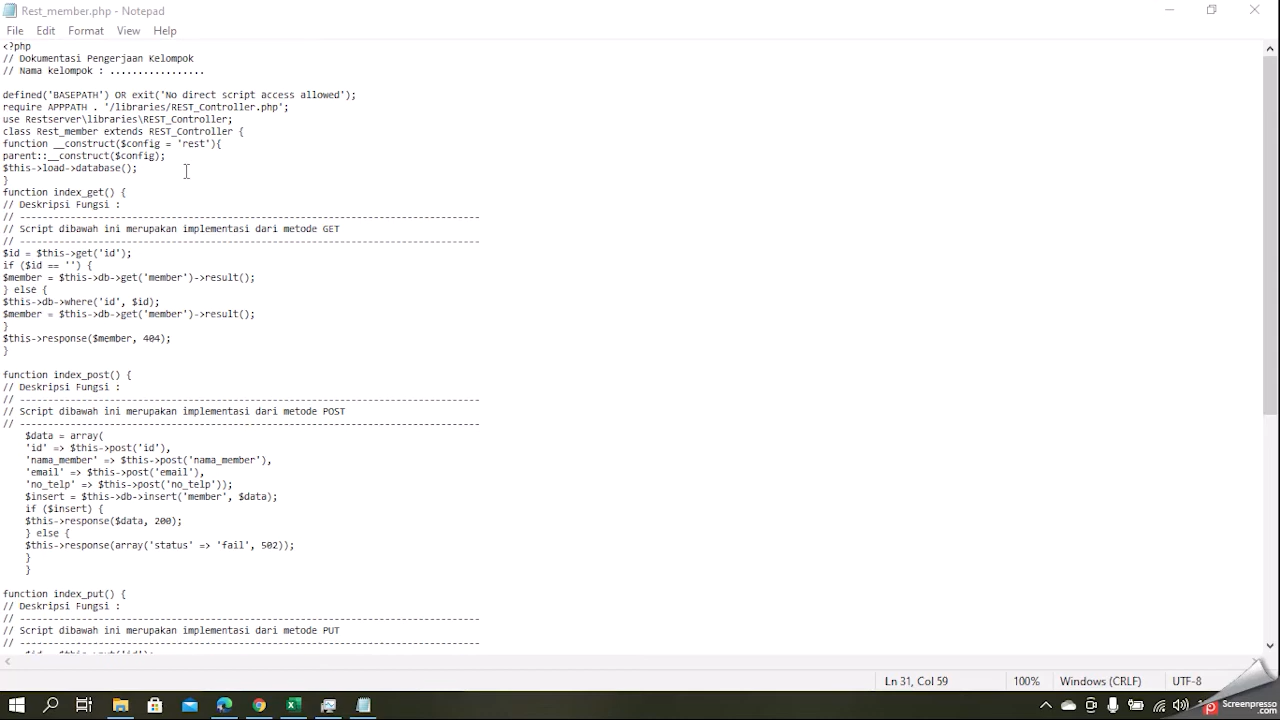 Rest_member.php - Notepad
File Edit Format View Help
<?php
// Dokumentasi Pengerjaan Kelompok
// Nama kelompok : .................
defined('BASEPATH') OR exit('No direct script access allowed');
require APPPATH . '/libraries/REST_Controller.php';
use Restserver\libraries\REST_Controller;
class Rest_member extends REST_Controller {
function __construct($config = 'rest'){
parent::__construct($config);
$this->load->database();
}
function index_get() {
// Deskripsi Fungsi :
// ----------------------------------------------------------------------------------
// Script dibawah ini merupakan implementasi dari metode GET
// ----------------------------------------------------------------------------------
$id = $this->get('id');
if ($id == '') {
$member = $this->db->get('member')->result();
} else {
$this->db->where('id', $id);
$member = $this->db->get('member')->result();
}
$this->response($member, 404);
}
function index_post() {
// Deskripsi Fungsi :
// ----------------------------------------------------------------------------------
// Script dibawah ini merupakan implementasi dari metode POST
// ----------------------------------------------------------------------------------
$data = array(
'id' => $this->post('id'),
'nama_member' => $this->post('nama_member'),
'email' => $this->post('email'),
'no_telp' => $this->post('no_telp'));
$insert = $this->db->insert('member', $data);
if ($insert) {
$this->response($data, 200);
} else {
$this->response(array('status' => 'fail', 502));
}
}
function index_put() {
// Deskripsi Fungsi :
// ----------------------------------------------------------------------------------
// Script dibawah ini merupakan implementasi dari metode PUT
// ----------------------------------------------------------------------------------
Ln 31, Col 59 100% Windows (CRLF) UTF-8
Screenpresso
.com